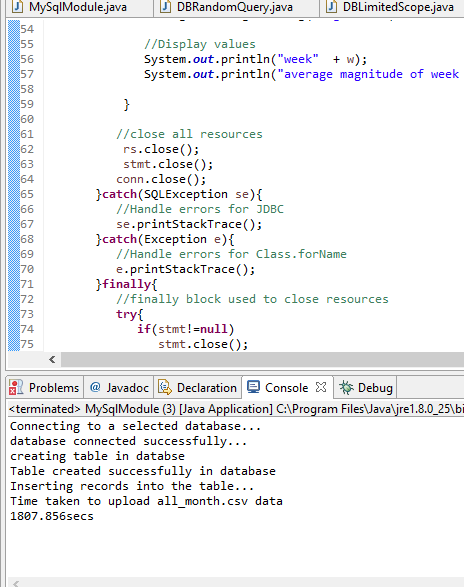 MySqlModule.java DBRandomQuery.java DBLimitedScope.java
54
55 //Display values
56 System.out.println("week" + w);
57 System.out.println("average magnitude of week
58
59 }
60
61 //close all resources
62 rs.close();
63 stmt.close();
64 conn.close();
65 }catch(SQLException se){
66 //Handle errors for JDBC
67 se.printStackTrace();
68 }catch(Exception e){
69 //Handle errors for Class.forName
70 e.printStackTrace();
71 }finally{
72 //finally block used to close resources
73 try{
74 if(stmt!=null)
75 stmt.close();
Problems @ Javadoc Declaration Console Debug
<terminated> MySqlModule (3) [Java Application] C:\Program Files\Java\jre1.8.0_25\bi
Connecting to a selected database...
database connected successfully...
creating table in databse
Table created successfully in database
Inserting records into the table...
Time taken to upload all_month.csv data
1807.856secs